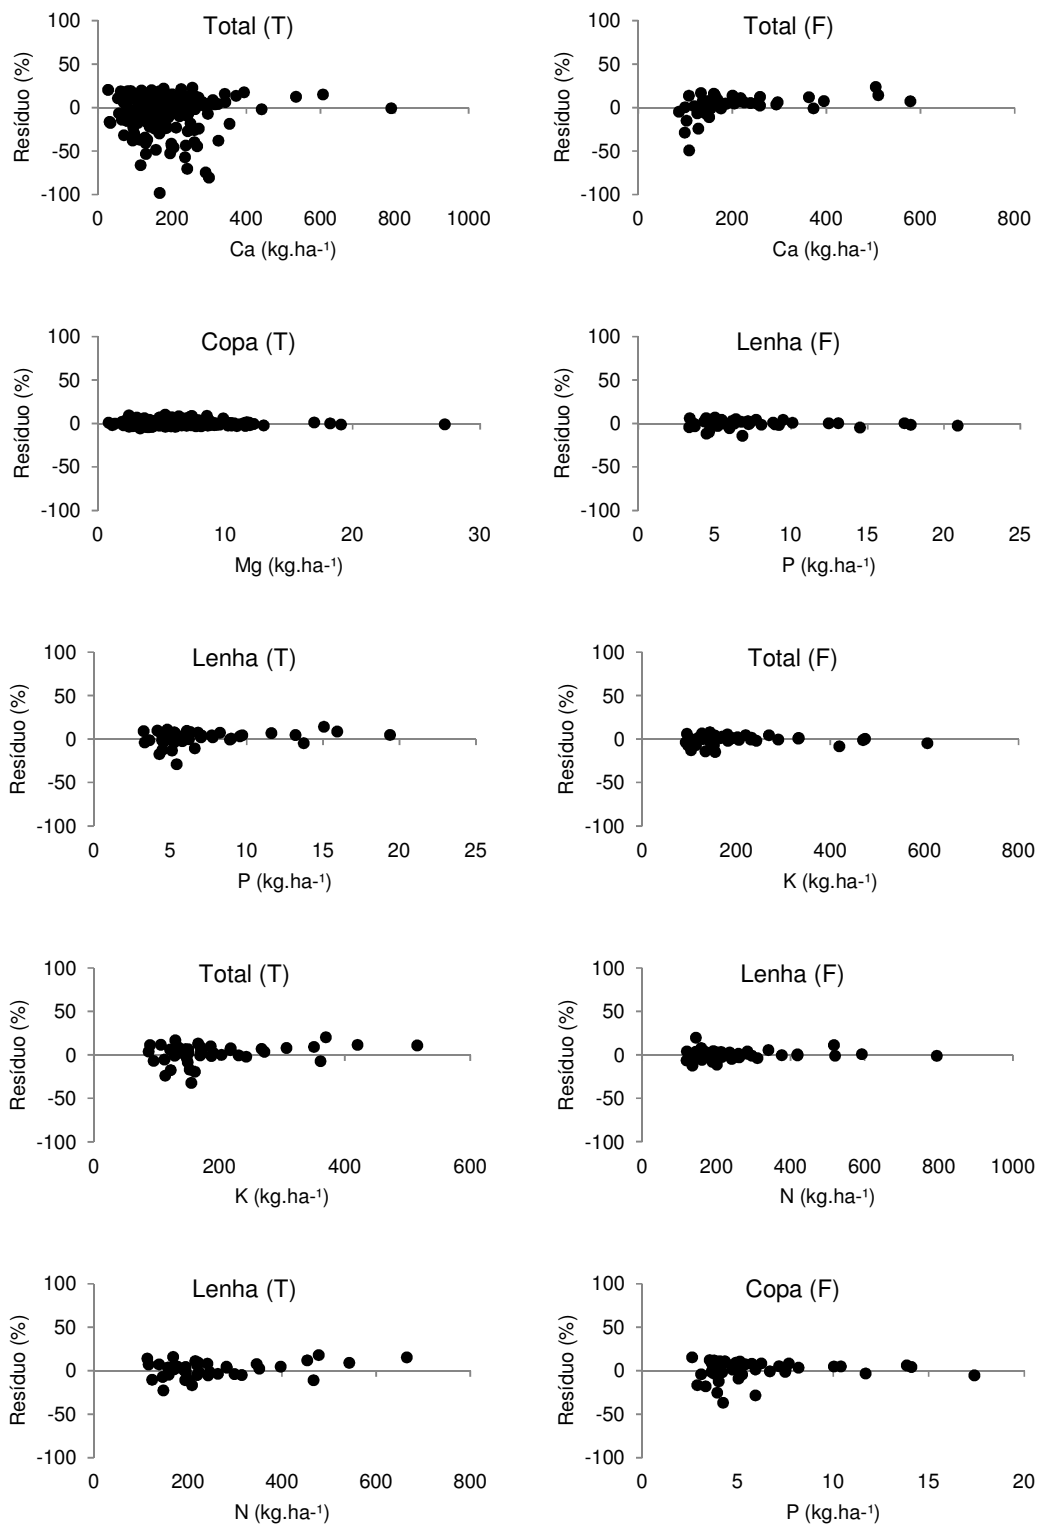 Total (T)
Resíduo (%)
100
50
0
-50
-100
0 200 400 600 800 1000
Ca (kg.ha-¹)
Total (F)
Resíduo (%)
100
50
0
-50
-100
0 200 400 600 800
Ca (kg.ha-¹)
Copa (T)
Resíduo (%)
100
50
0
-50
-100
0 10 20 30
Mg (kg.ha-¹)
Lenha (F)
Resíduo (%)
100
50
0
-50
-100
0 5 10 15 20 25
P (kg.ha-¹)
Lenha (T)
Resíduo (%)
100
50
0
-50
-100
0 5 10 15 20 25
P (kg.ha-¹)
Total (F)
Resíduo (%)
100
50
0
-50
-100
0 200 400 600 800
K (kg.ha-¹)
Total (T)
Resíduo (%)
100
50
0
-50
-100
0 200 400 600
K (kg.ha-¹)
Lenha (F)
Resíduo (%)
100
50
0
-50
-100
0 200 400 600 800 1000
N (kg.ha-¹)
Lenha (T)
Resíduo (%)
100
50
0
-50
-100
0 200 400 600 800
N (kg.ha-¹)
Copa (F)
Resíduo (%)
100
50
0
-50
-100
0 5 10 15 20
P (kg.ha-¹)